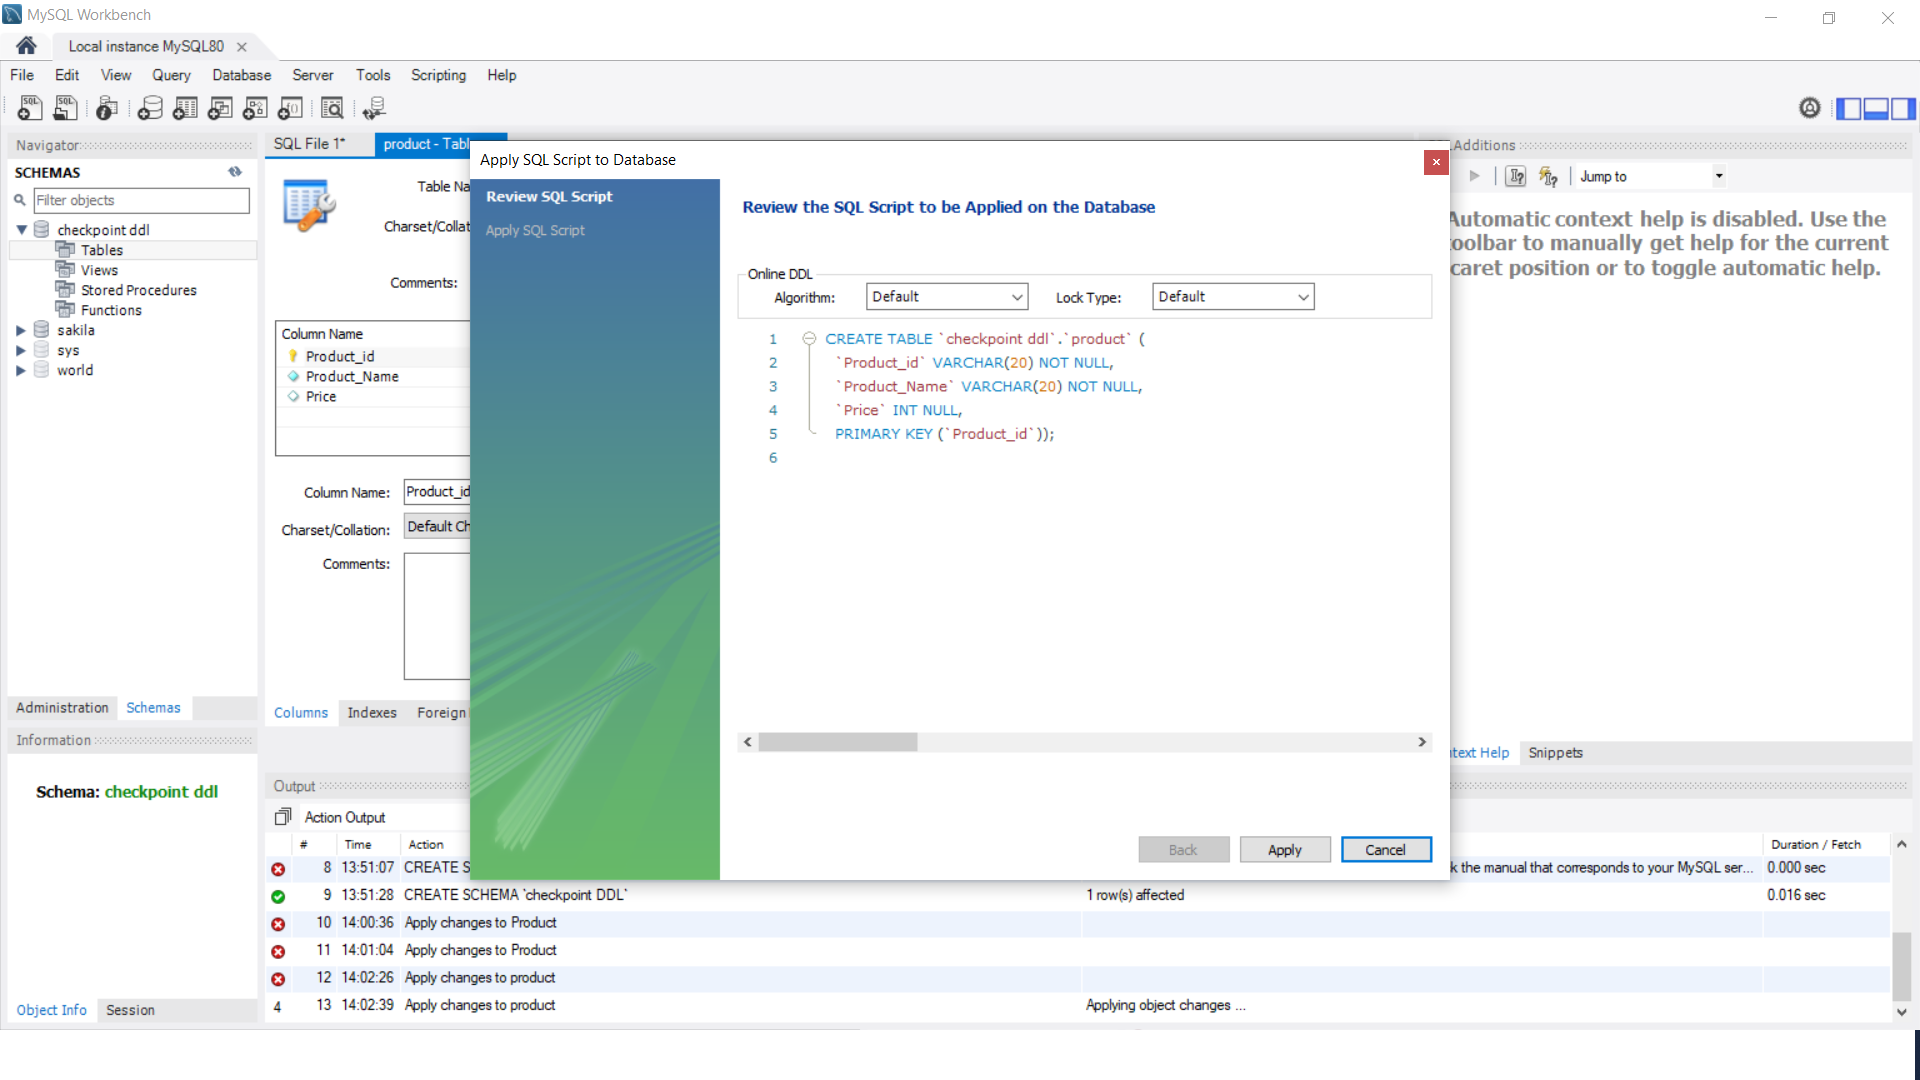 MySQL Workbench
Local instance MySQL80
File Edit View Query Database Server Tools Scripting Help
Navigator
SCHEMAS
Filter objects
checkpoint ddl
Tables
Views
Stored Procedures
Functions
sakila
sys
world
Administration Schemas
Information
Schema: checkpoint ddl
Object Info Session
SQL File 1*
product - Tabl
Table Na
Charset/Collat
Comments:
Column Name
Product_id
Product_Name
Price
Column Name: Product_id
Charset/Collation: Default Ch
Comments:
Columns Indexes Foreign
Apply SQL Script to Database
Review SQL Script
Apply SQL Script
Review the SQL Script to be Applied on the Database
Online DDL
Algorithm: Default Lock Type: Default
1 CREATE TABLE `checkpoint ddl`.`product` (
2 `Product_id` VARCHAR(20) NOT NULL,
3 `Product_Name` VARCHAR(20) NOT NULL,
4 `Price` INT NULL,
5 PRIMARY KEY (`Product_id`));
6
Back Apply Cancel
Additions
Jump to
Automatic context help is disabled. Use the
toolbar to manually get help for the current
caret position or to toggle automatic help.
text Help Snippets
Output
Action Output
# Time Action Duration / Fetch
8 13:51:07 CREATE S k the manual that corresponds to your MySQL ser... 0.000 sec
9 13:51:28 CREATE SCHEMA `checkpoint DDL` 1 row(s) affected 0.016 sec
10 14:00:36 Apply changes to Product
11 14:01:04 Apply changes to Product
12 14:02:26 Apply changes to product
4 13 14:02:39 Apply changes to product Applying object changes ...